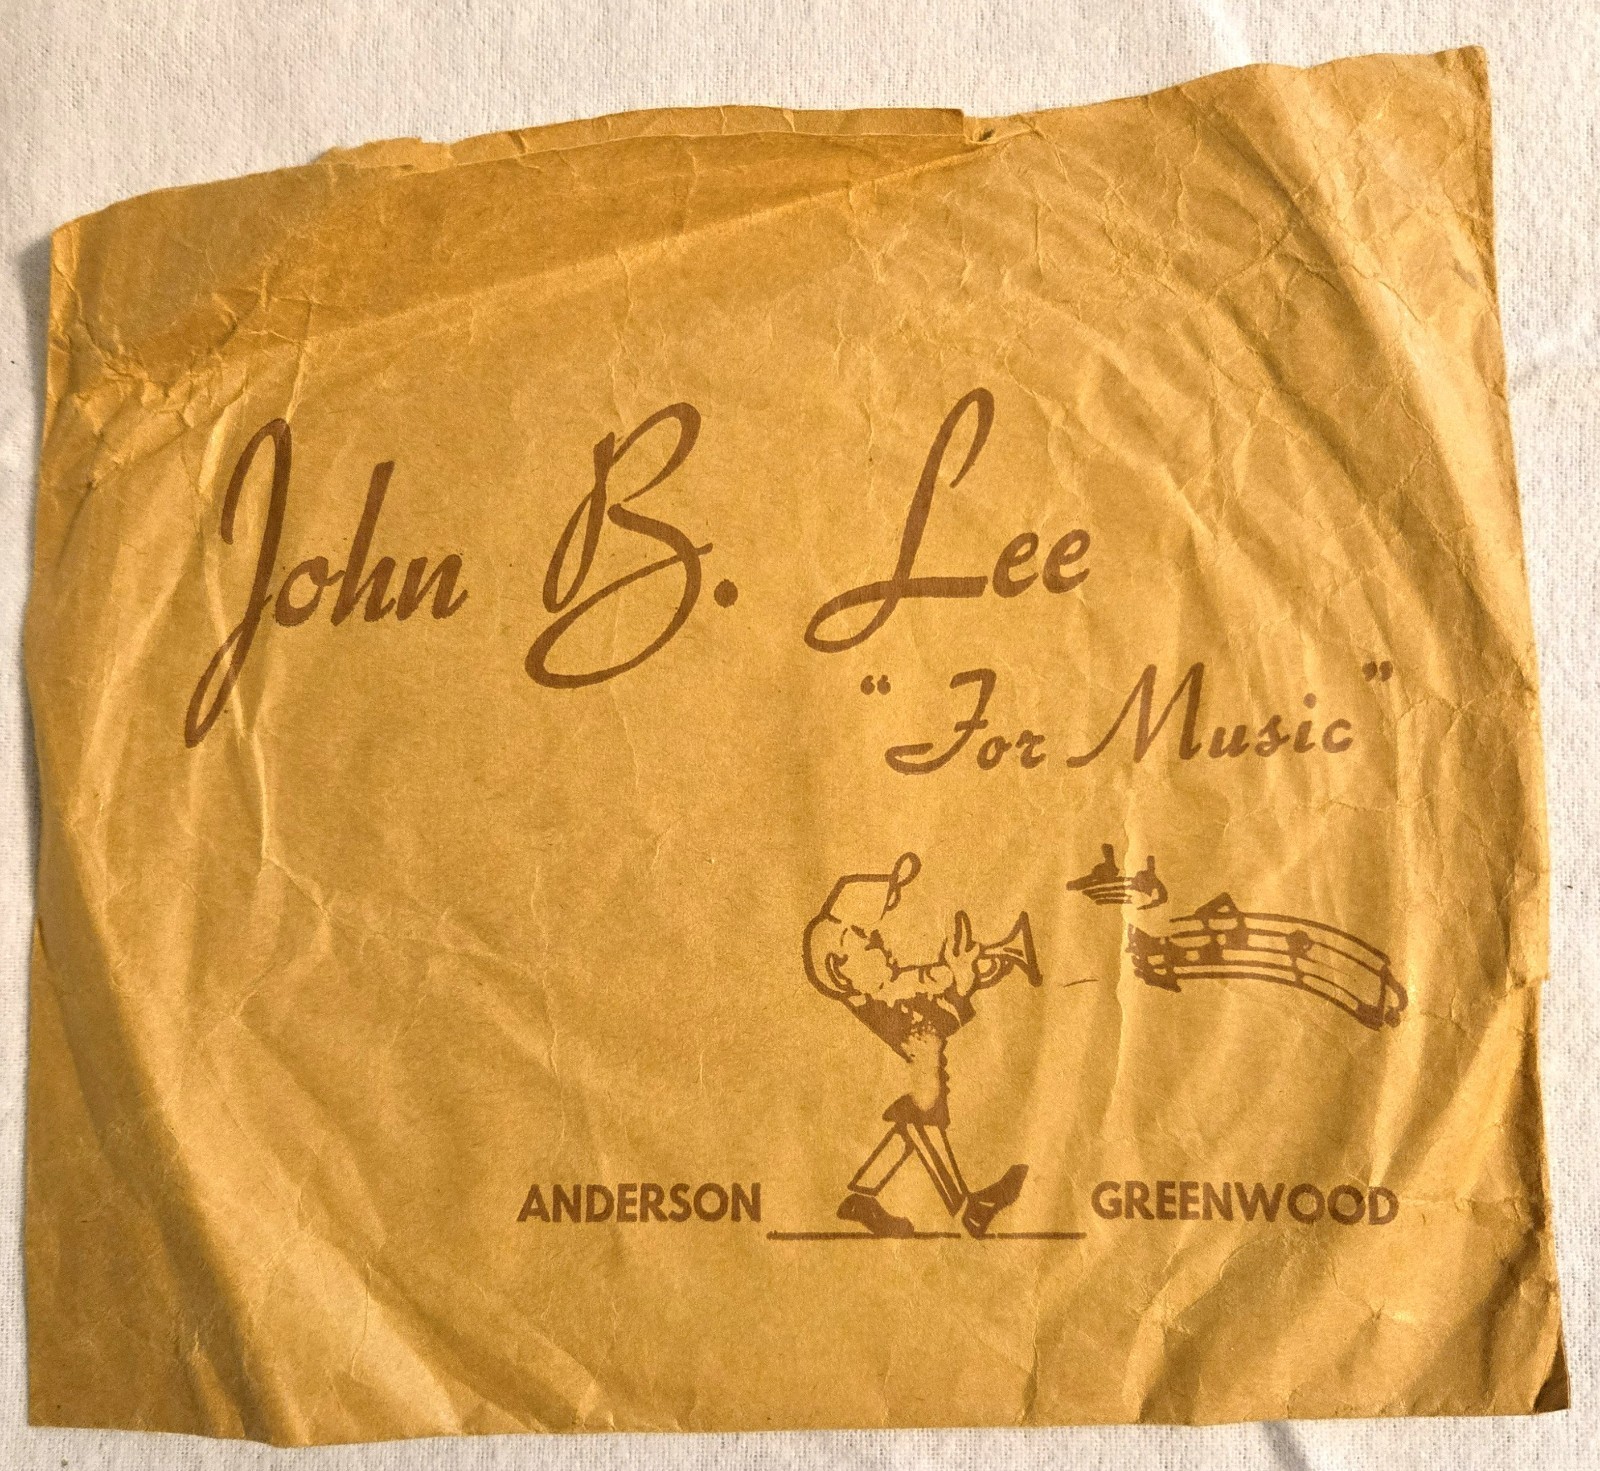 John B. Lee
“For Music”
ANDERSON GREENWOOD